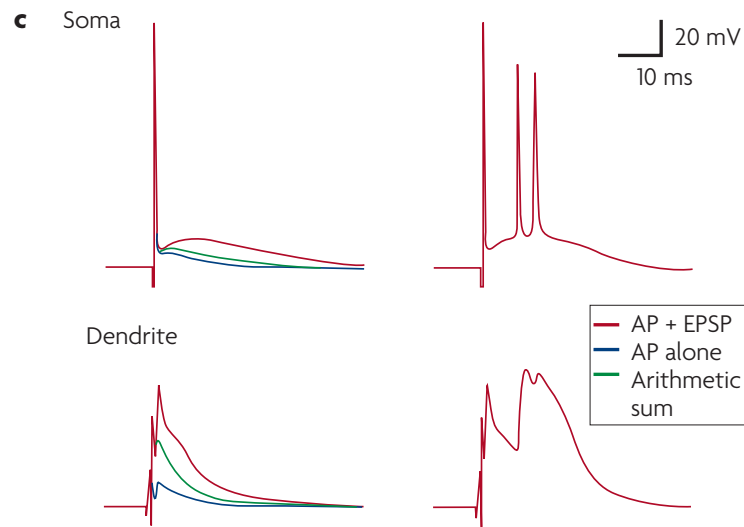 c Soma
20 mV
10 ms
Dendrite
AP + EPSP
AP alone
Arithmetic
sum